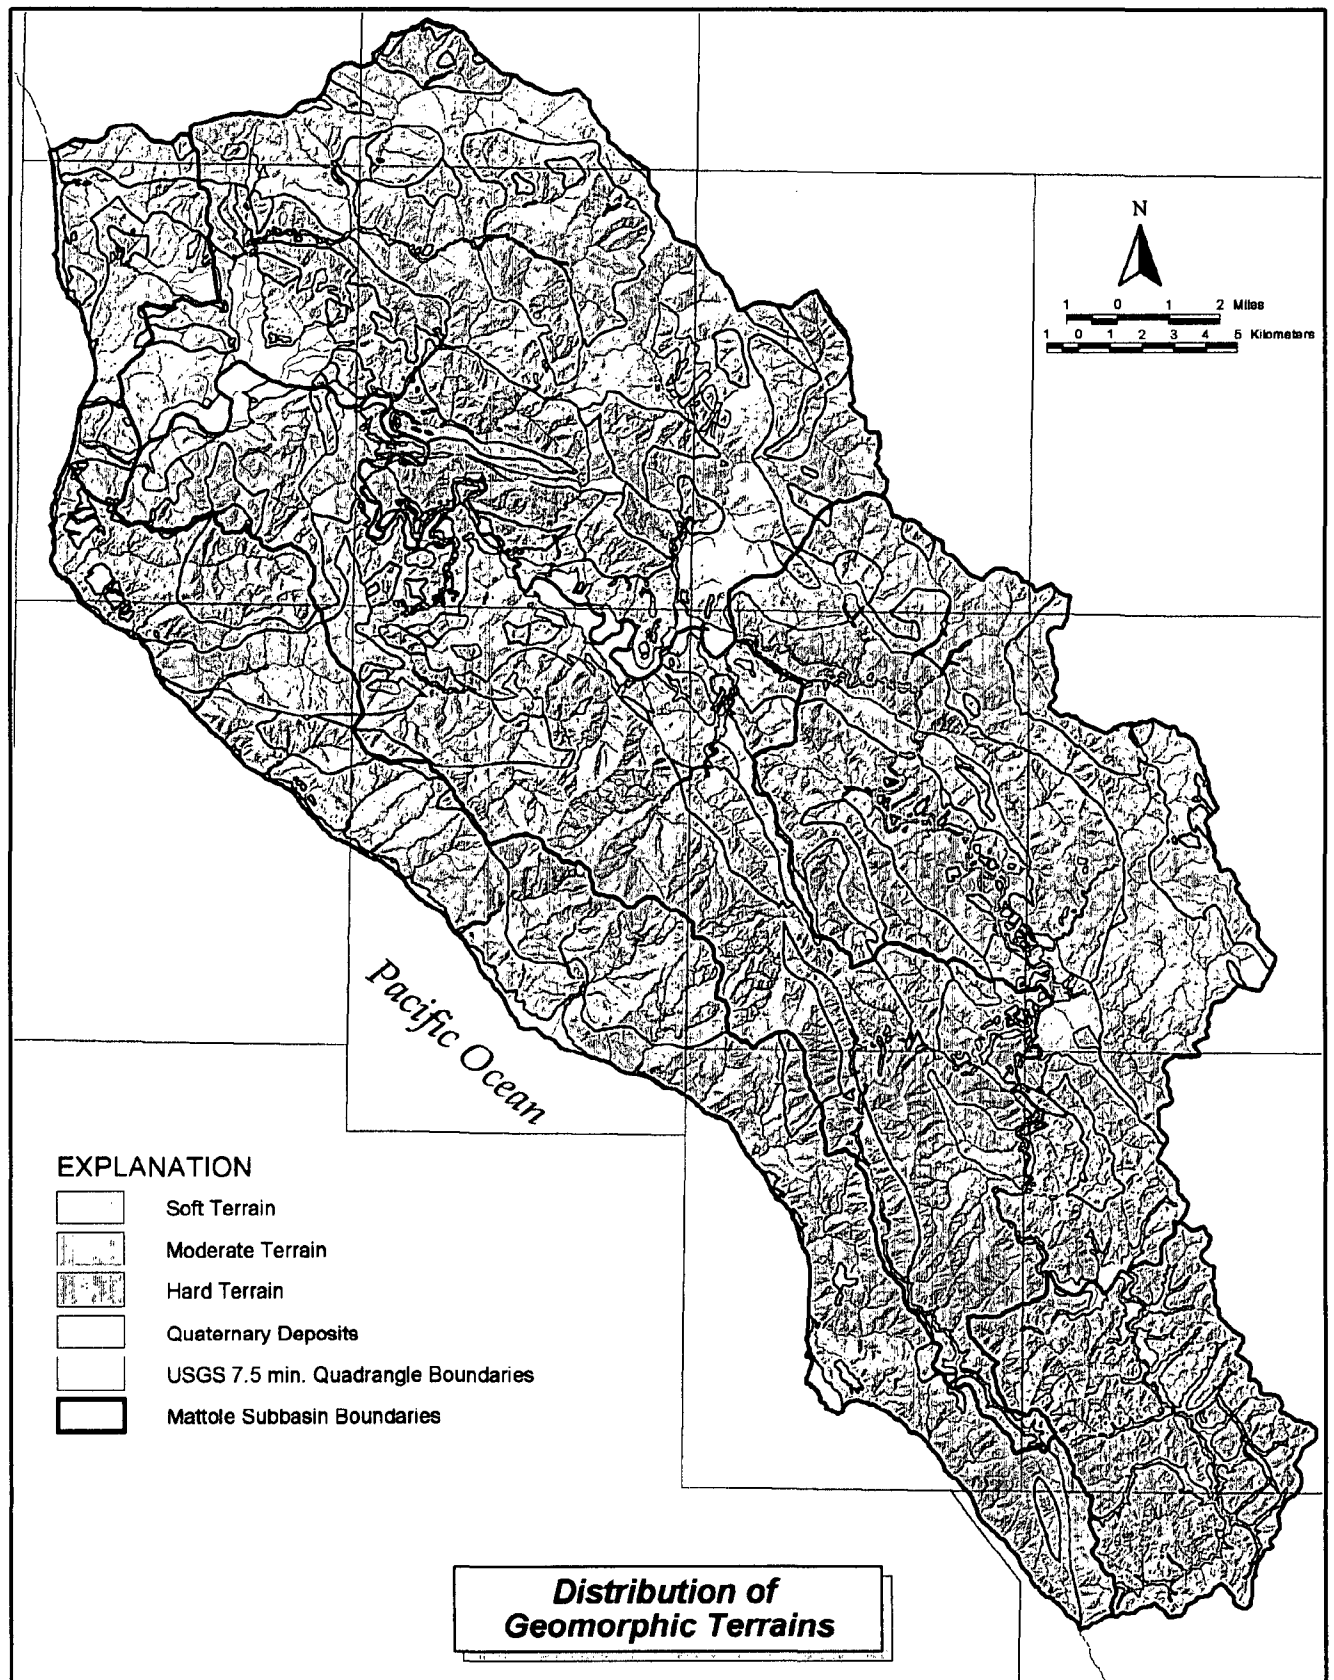 N
1 0 1 2 Miles
1 0 1 2 3 4 5 Kilometers
Pacific Ocean
EXPLANATION
Soft Terrain
Moderate Terrain
Hard Terrain
Quaternary Deposits
USGS 7.5 min. Quadrangle Boundaries
Mattole Subbasin Boundaries
Distribution of
Geomorphic Terrains